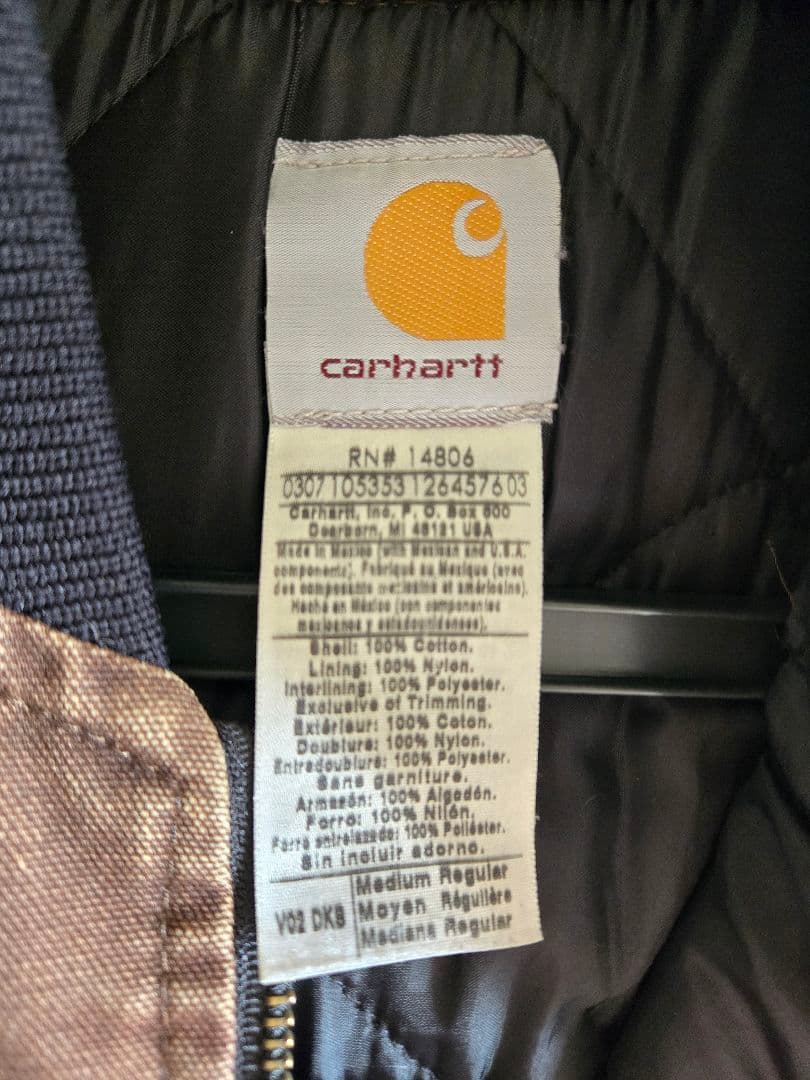 carhartt
RN# 14806
0307 105353 1264576 03
Carhartt, Inc. P. O. Box 600
Dearborn, MI 48121 USA
Made in Mexico (with Mexican and U.S.A.
components). Fabriqué au Mexique (avec
des composants mexicains et américains).
Hecho en México (con componentes
mexicanos y estadounidenses).
Shell: 100% Cotton.
Lining: 100% Nylon.
Interlining: 100% Polyester.
Exclusive of Trimming.
Extérieur: 100% Coton.
Doublure: 100% Nylon.
Entredoublure: 100% Polyester.
Sans garniture.
Armazón: 100% Algodón.
Forro: 100% Nilón.
Forro entrelazado: 100% Poliéster.
Sin incluir adorno.
V02 DKB
Medium Regular
Moyen Régulière
Mediana Regular